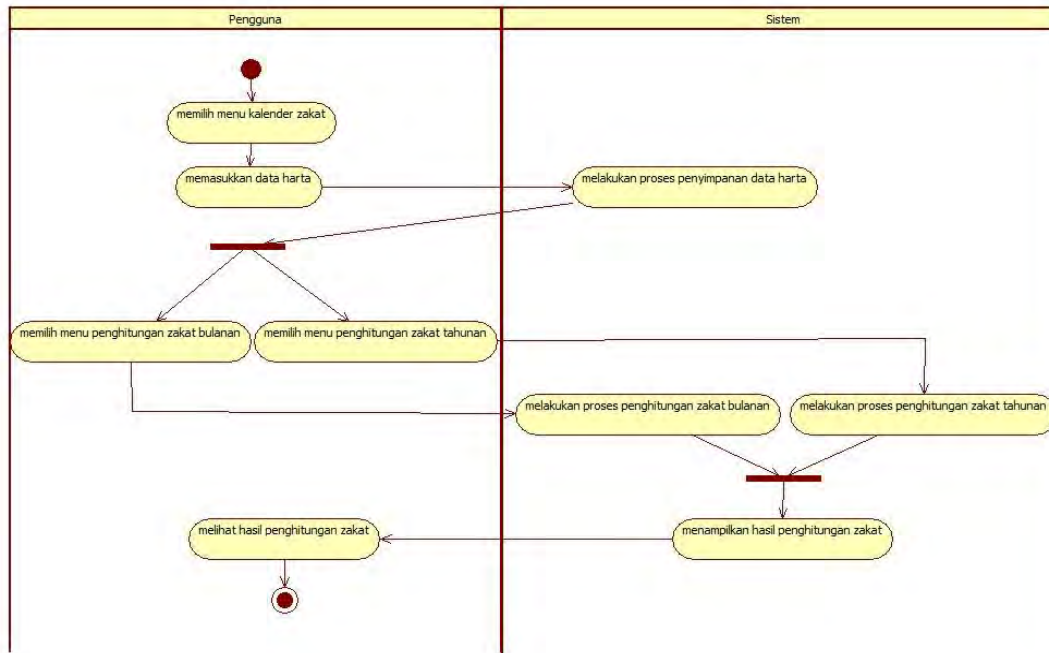 Pengguna
Sistem
memilih menu kalender zakat
memasukkan data harta
melakukan proses penyimpanan data harta
memilih menu penghitungan zakat bulanan
memilih menu penghitungan zakat tahunan
melakukan proses penghitungan zakat bulanan
melakukan proses penghitungan zakat tahunan
melihat hasil penghitungan zakat
menampilkan hasil penghitungan zakat